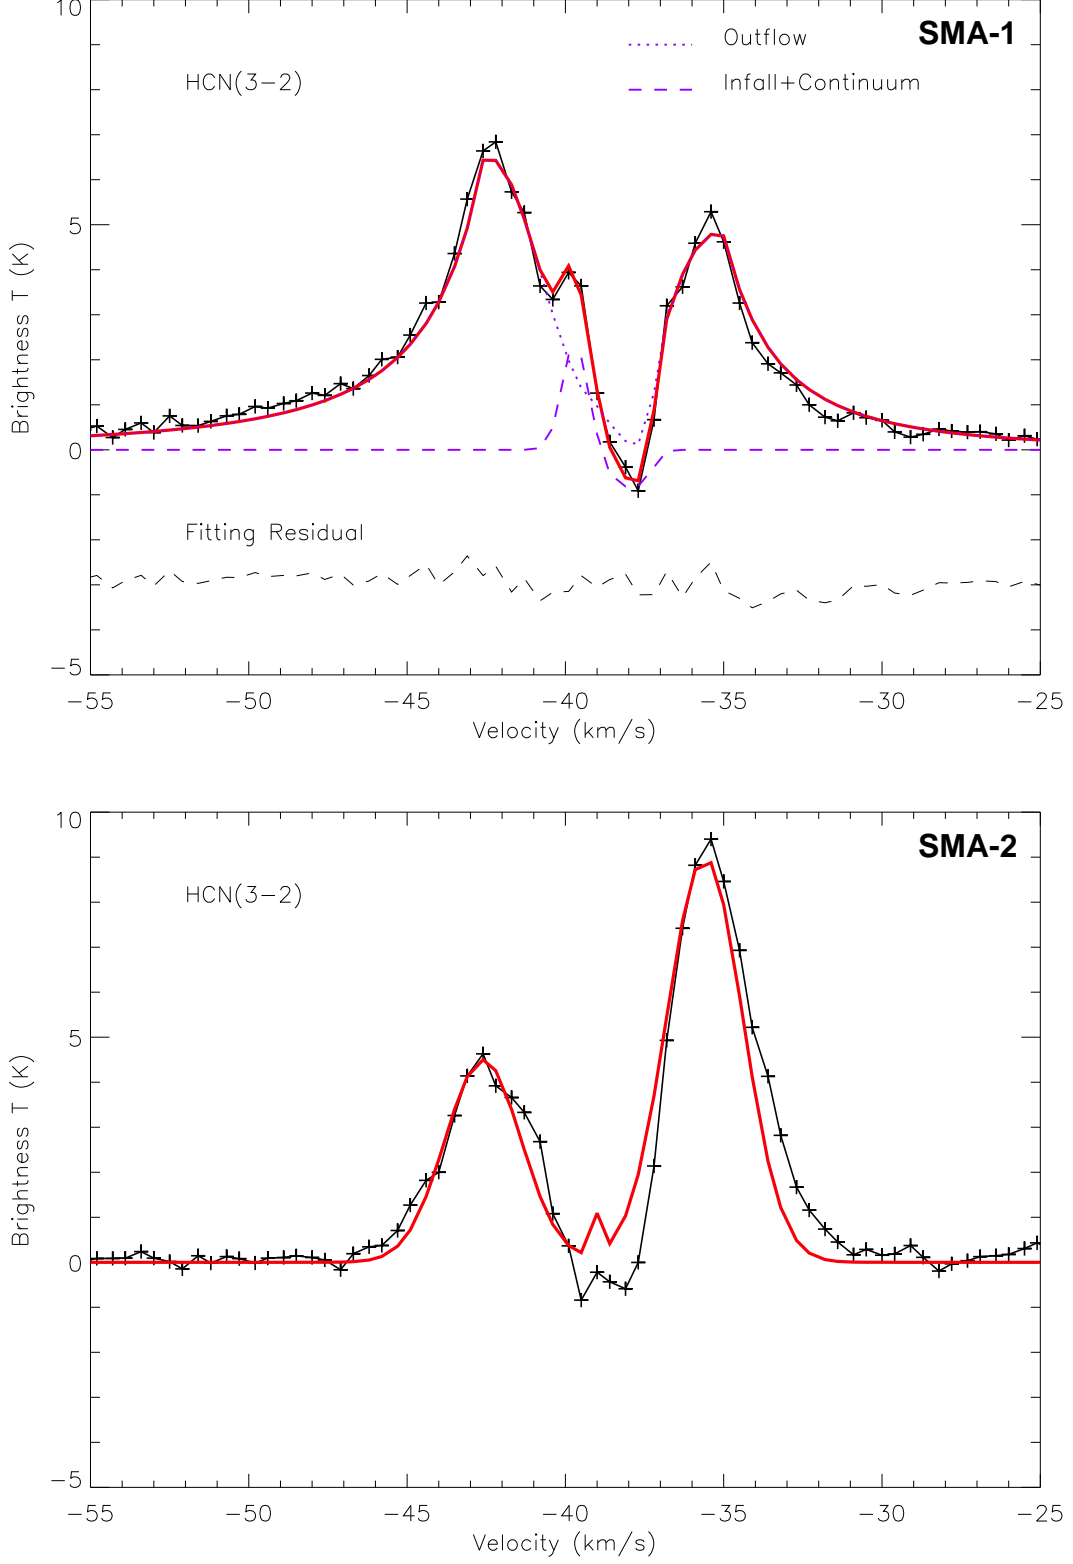 10
SMA-1
Outflow
HCN(3-2)
Infall+Continuum
5
Brightness T (K)
0
Fitting Residual
-5
-55 -50 -45 -40 -35 -30 -25
Velocity (km/s)
10
SMA-2
HCN(3-2)
5
Brightness T (K)
0
-5
-55 -50 -45 -40 -35 -30 -25
Velocity (km/s)